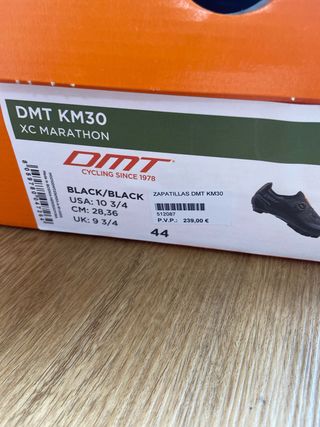 DMT KM30
XC MARATHON
DMT
CYCLING SINCE 1978
BLACK/BLACK
USA: 10 3/4
CM: 28,36
UK: 9 3/4
ZAPATILLAS DMT KM30
512087
P.V.P.: 239,00 €
44